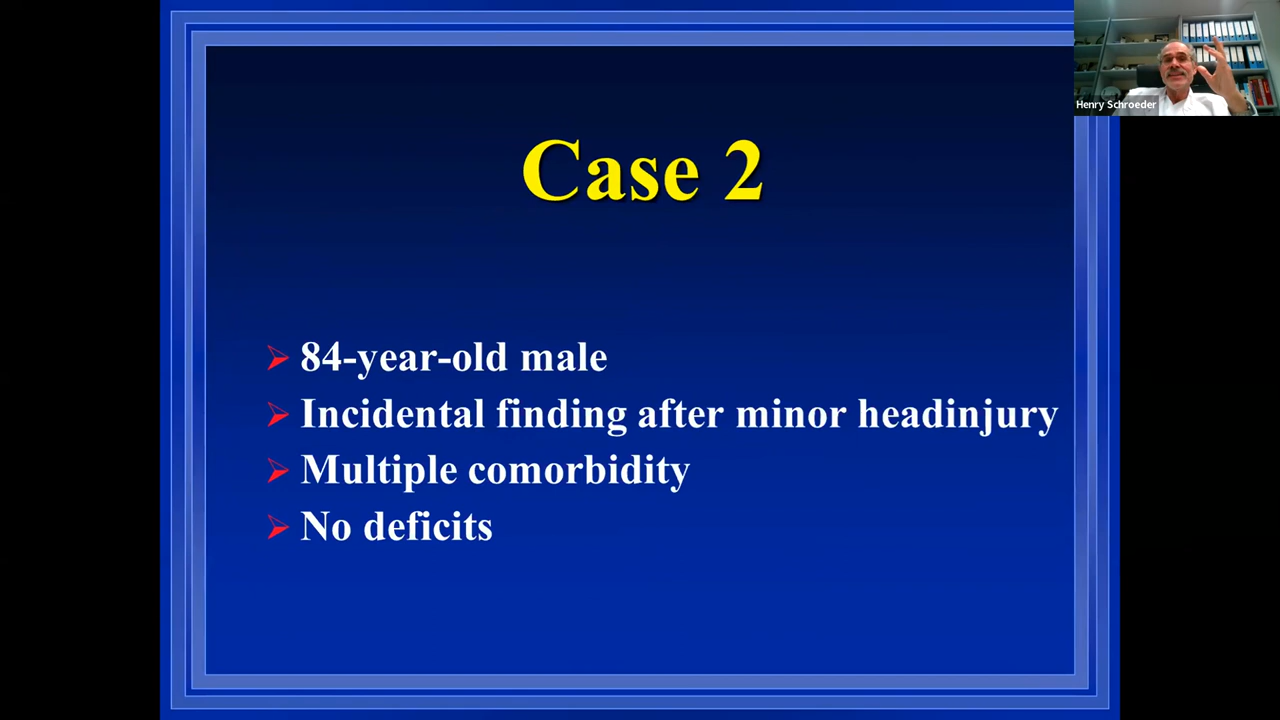 Henry Schroeder
Case 2
84-year-old male
Incidental finding after minor headinjury
Multiple comorbidity
No deficits